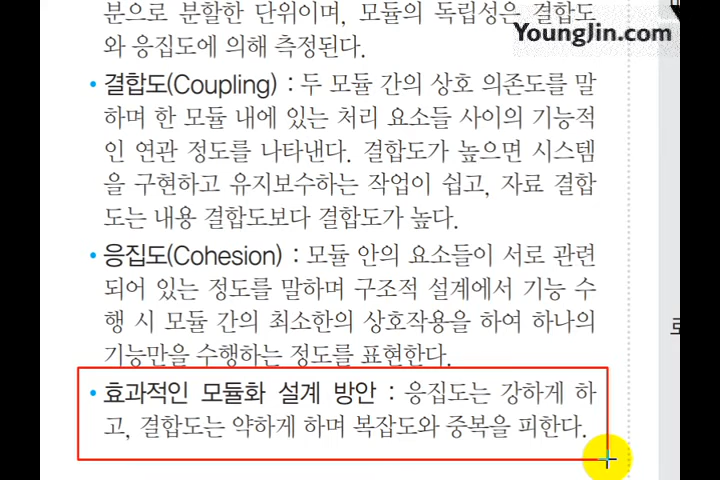 분으로 분할한 단위이며, 모듈의 독립성은 결합도
와 응집도에 의해 측정된다.
YoungJin.com
• 결합도(Coupling) : 두 모듈 간의 상호 의존도를 말
하며 한 모듈 내에 있는 처리 요소들 사이의 기능적
인 연관 정도를 나타낸다. 결합도가 높으면 시스템
을 구현하고 유지보수하는 작업이 쉽고, 자료 결합
도는 내용 결합도보다 결합도가 높다.
• 응집도(Cohesion) : 모듈 안의 요소들이 서로 관련
되어 있는 정도를 말하며 구조적 설계에서 기능 수
행 시 모듈 간의 최소한의 상호작용을 하여 하나의
기능만을 수행하는 정도를 표현한다.
• 효과적인 모듈화 설계 방안 : 응집도는 강하게 하
고, 결합도는 약하게 하며 복잡도와 중복을 피한다.